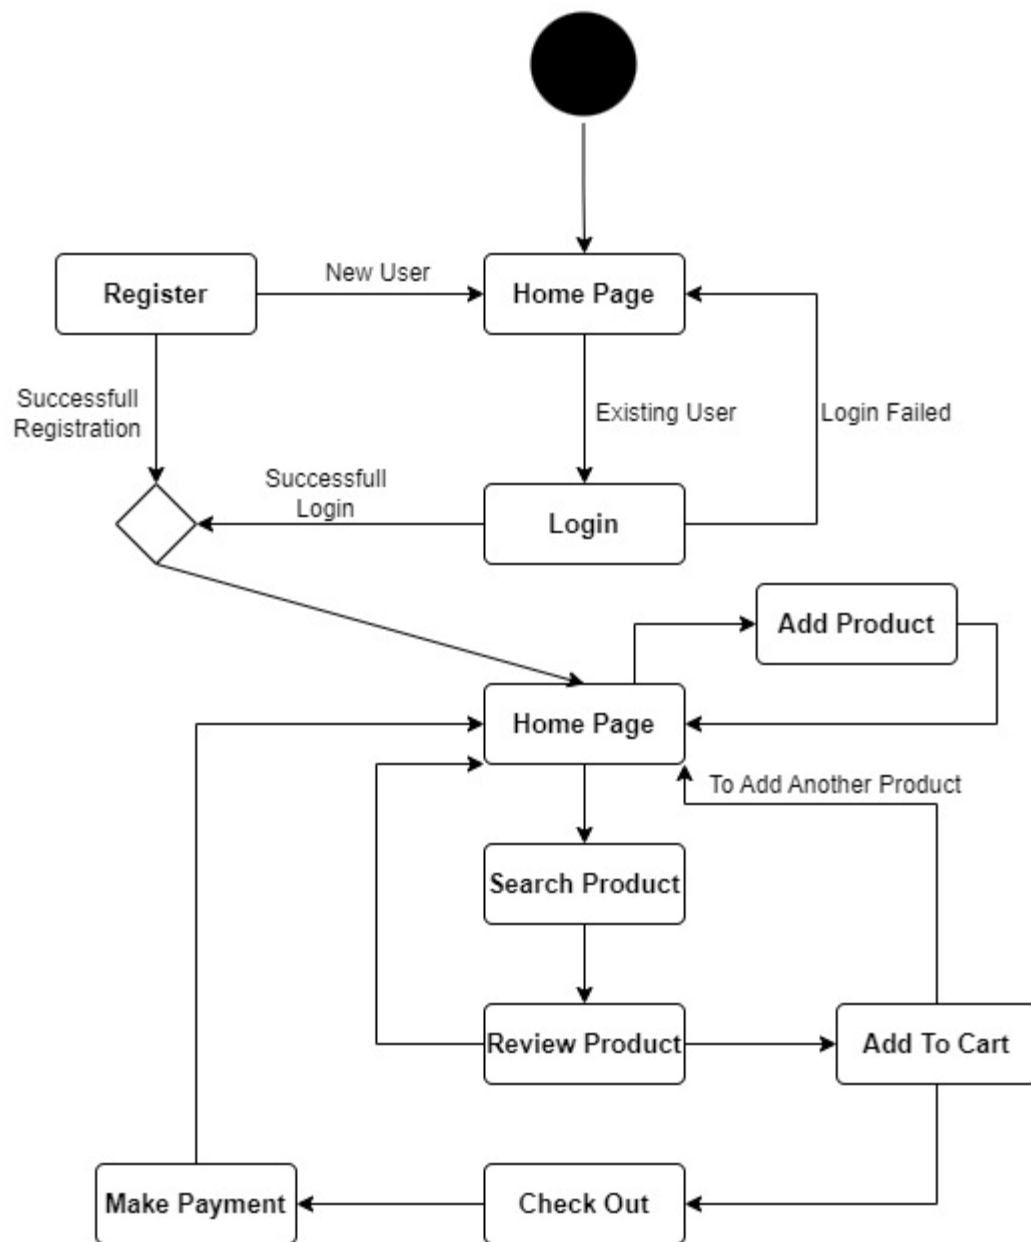 New User
Register
Home Page
Successfull
Registration
Existing User
Login Failed
Successfull
Login
Login
Add Product
Home Page
To Add Another Product
Search Product
Review Product
Add To Cart
Make Payment
Check Out